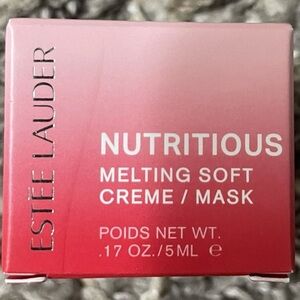 ESTĒE LAUDER
NUTRITIOUS
MELTING SOFT
CREME / MASK
POIDS NET WT.
.17 OZ./5ML ℮